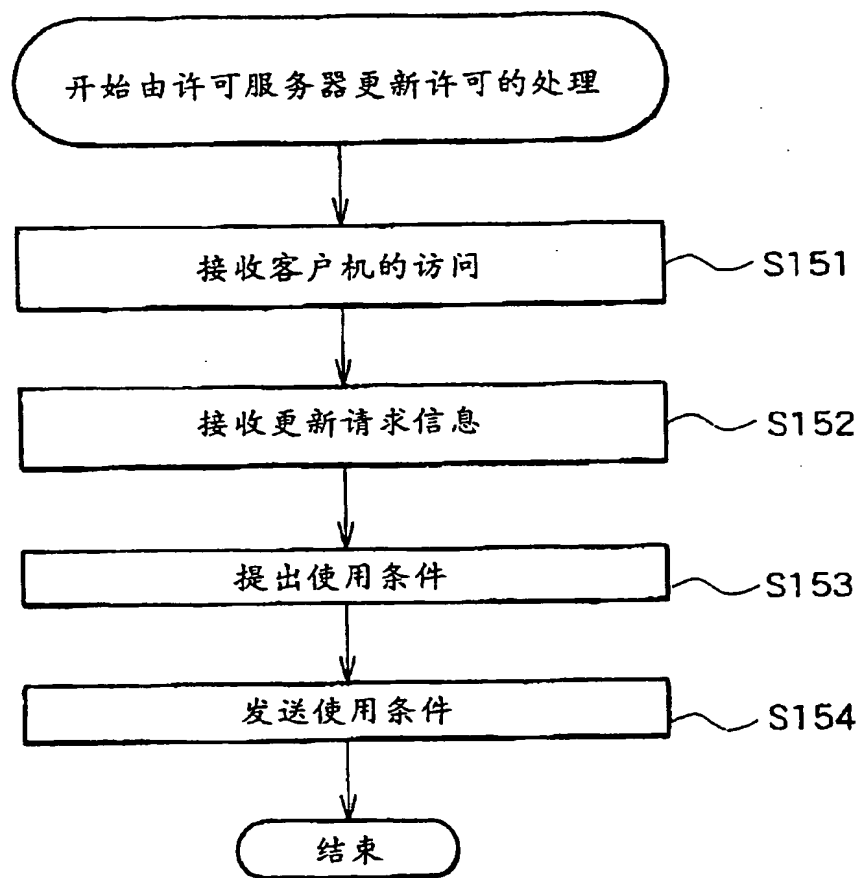 开始由许可服务器更新许可的处理
接收客户机的访问
S151
接收更新请求信息
S152
提出使用条件
S153
发送使用条件
S154
结束